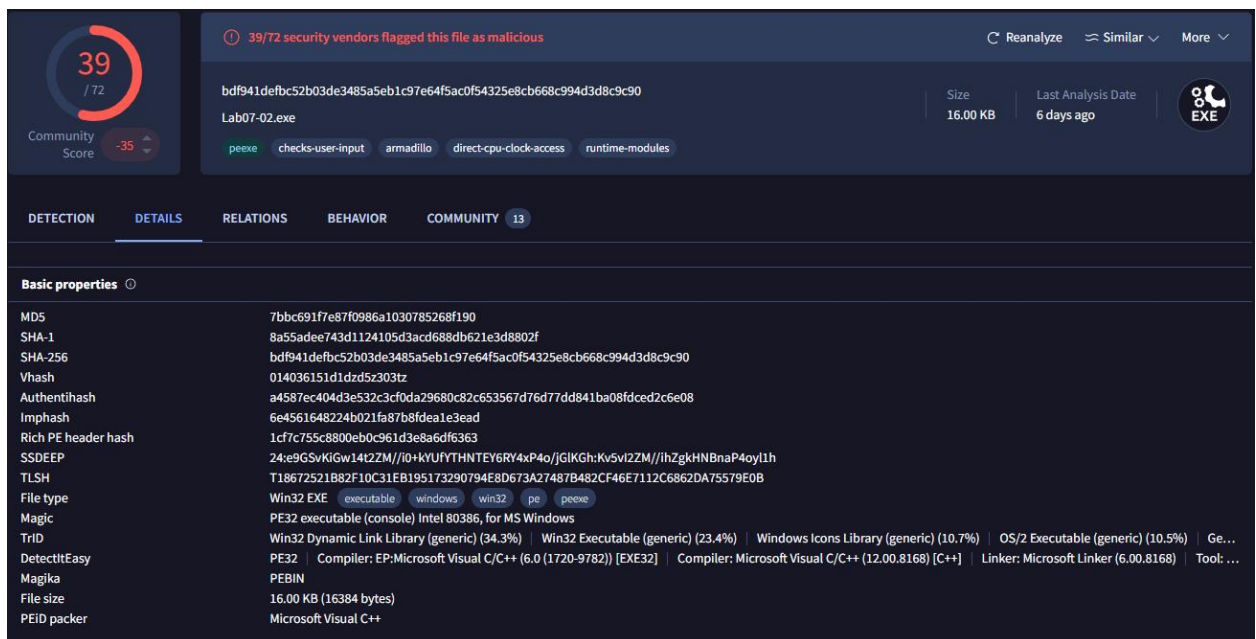 39
/ 72
Community
Score
-35
39/72 security vendors flagged this file as malicious
Reanalyze
Similar
More
bdf941defbc52b03de3485a5eb1c97e64f5ac0f54325e8cb668c994d3d8c9c90
Lab07-02.exe
Size
16.00 KB
Last Analysis Date
6 days ago
EXE
peexe checks-user-input armadillo direct-cpu-clock-access runtime-modules
DETECTION DETAILS RELATIONS BEHAVIOR COMMUNITY 13
Basic properties
MD5 7bbc691f7e87f0986a1030785268f190
SHA-1 8a55adee743d1124105d3acd688db621e3d8802f
SHA-256 bdf941defbc52b03de3485a5eb1c97e64f5ac0f54325e8cb668c994d3d8c9c90
Vhash 014036151d1dzd5z303tz
Authentihash a4587ec404d3e532c3cf0da29680c82c653567d76d77dd841ba08fdced2c6e08
Imphash 6e4561648224b021fa87b8fdea1e3ead
Rich PE header hash 1cf7c755c8800eb0c961d3e8a6df6363
SSDEEP 24:e9GSvKiGw14t2ZM//i0+kYUfYTHNTEY6RY4xP4o/jGlKGh:Kv5vI2ZM//ihZgkHNBnaP4oyl1h
TLSH T18672521B82F10C31EB195173290794E8D673A27487B482CF46E7112C6862DA75579E0B
File type Win32 EXE executable windows win32 pe peexe
Magic PE32 executable (console) Intel 80386, for MS Windows
TrID Win32 Dynamic Link Library (generic) (34.3%) | Win32 Executable (generic) (23.4%) | Windows Icons Library (generic) (10.7%) | OS/2 Executable (generic) (10.5%) | Ge...
DetectItEasy PE32 | Compiler: EP:Microsoft Visual C/C++ (6.0 (1720-9782)) [EXE32] | Compiler: Microsoft Visual C/C++ (12.00.8168) [C++] | Linker: Microsoft Linker (6.00.8168) | Tool: ...
Magika PEBIN
File size 16.00 KB (16384 bytes)
PEiD packer Microsoft Visual C++